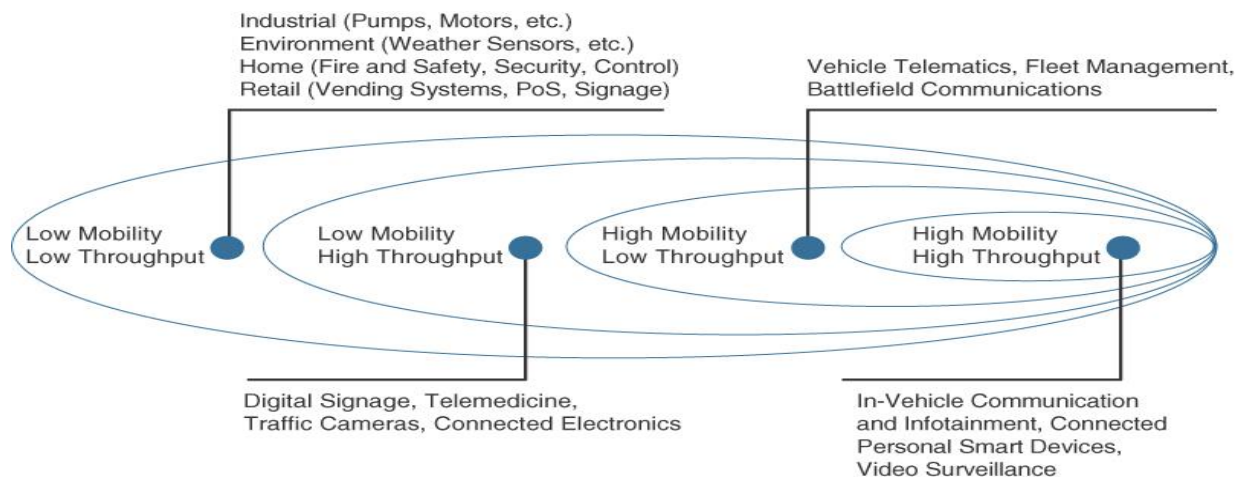 Industrial (Pumps, Motors, etc.)
Environment (Weather Sensors, etc.)
Home (Fire and Safety, Security, Control)
Retail (Vending Systems, PoS, Signage)
Vehicle Telematics, Fleet Management,
Battlefield Communications
Low Mobility
Low Throughput
Low Mobility
High Throughput
High Mobility
Low Throughput
High Mobility
High Throughput
Digital Signage, Telemedicine,
Traffic Cameras, Connected Electronics
In-Vehicle Communication
and Infotainment, Connected
Personal Smart Devices,
Video Surveillance